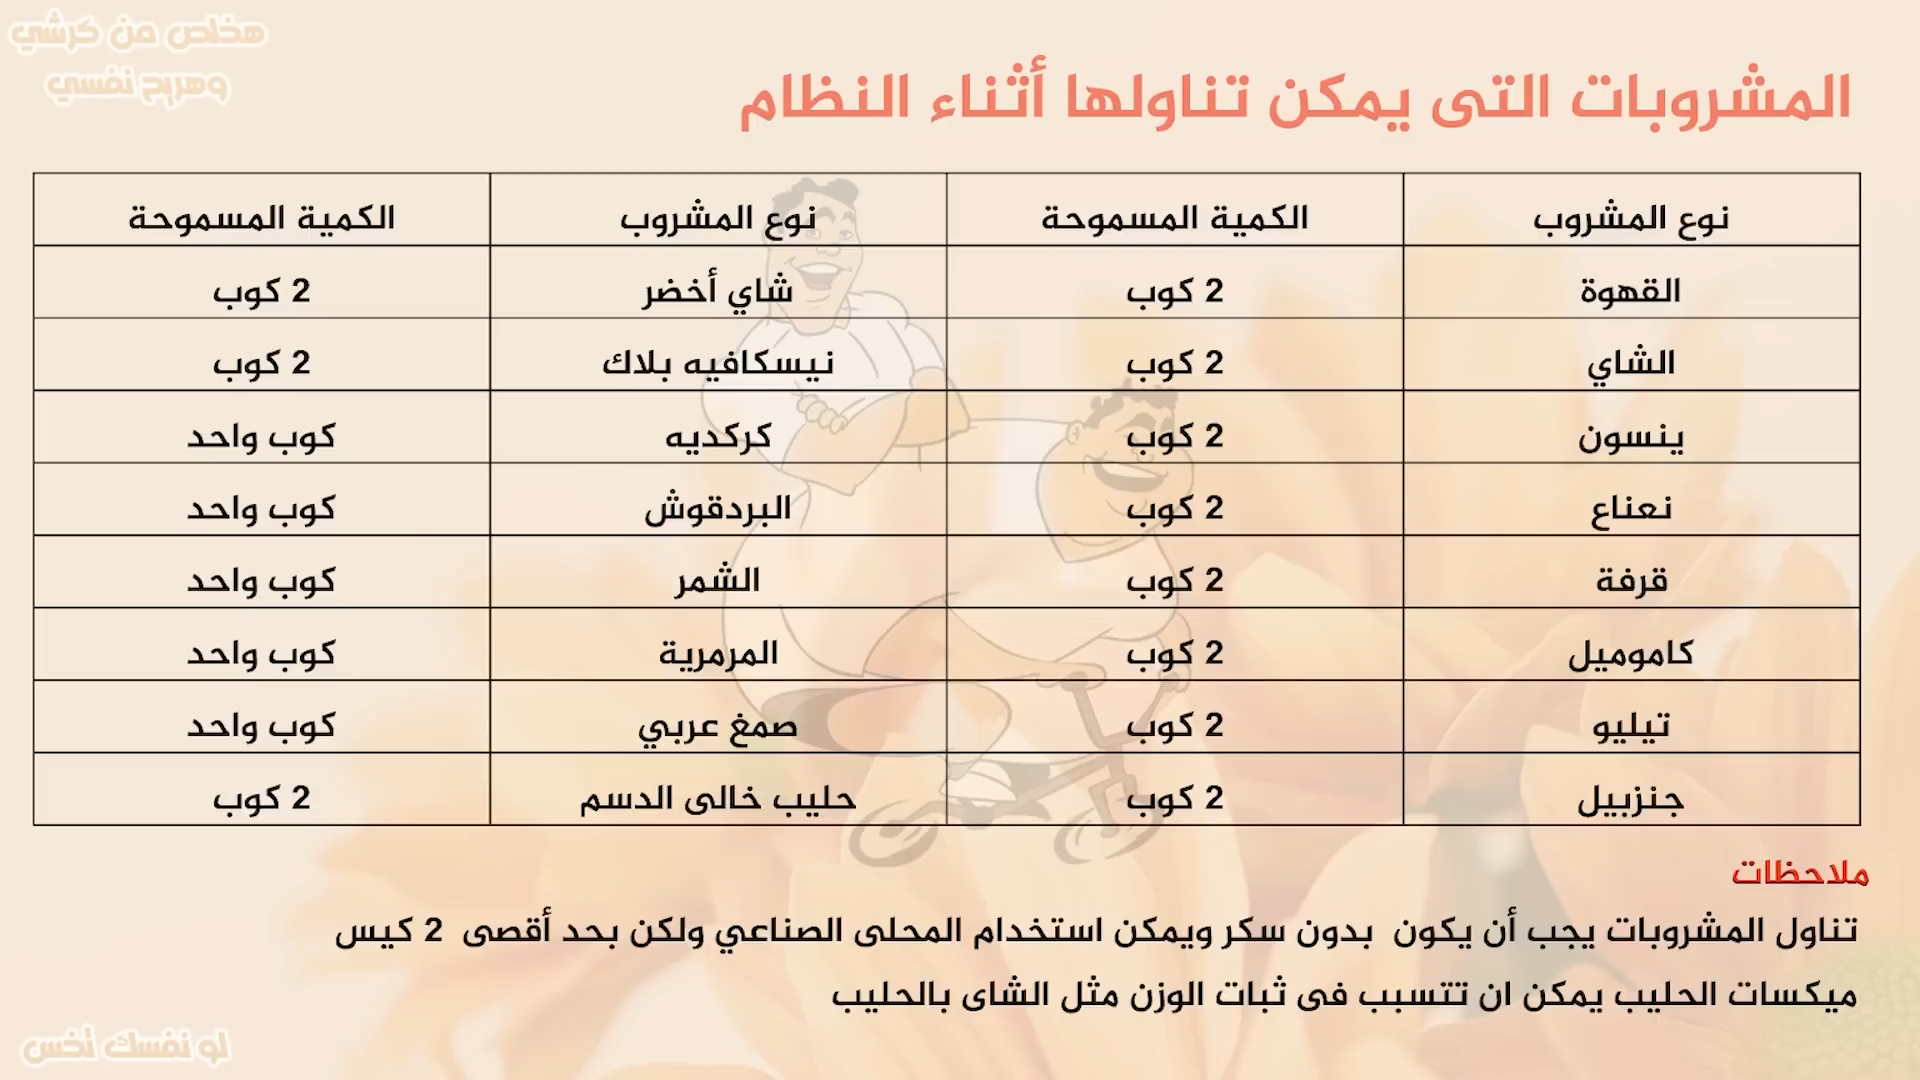 هخلص من كرشي
وهريح نفسي
المشروبات التى يمكن تناولها أثناء النظام
نوع المشروب الكمية المسموحة نوع المشروب الكمية المسموحة
القهوة 2 كوب شاي أخضر 2 كوب
الشاي 2 كوب نيسكافيه بلاك 2 كوب
ينسون 2 كوب كركديه كوب واحد
نعناع 2 كوب البردقوش كوب واحد
قرفة 2 كوب الشمر كوب واحد
كاموميل 2 كوب المرمرية كوب واحد
تيليو 2 كوب صمغ عربي كوب واحد
جنزبيل 2 كوب حليب خالى الدسم 2 كوب
ملاحظات
تناول المشروبات يجب أن يكون بدون سكر ويمكن استخدام المحلى الصناعي ولكن بحد أقصى 2 كيس
ميكسات الحليب يمكن ان تتسبب فى ثبات الوزن مثل الشاى بالحليب
لو نفسك تخس